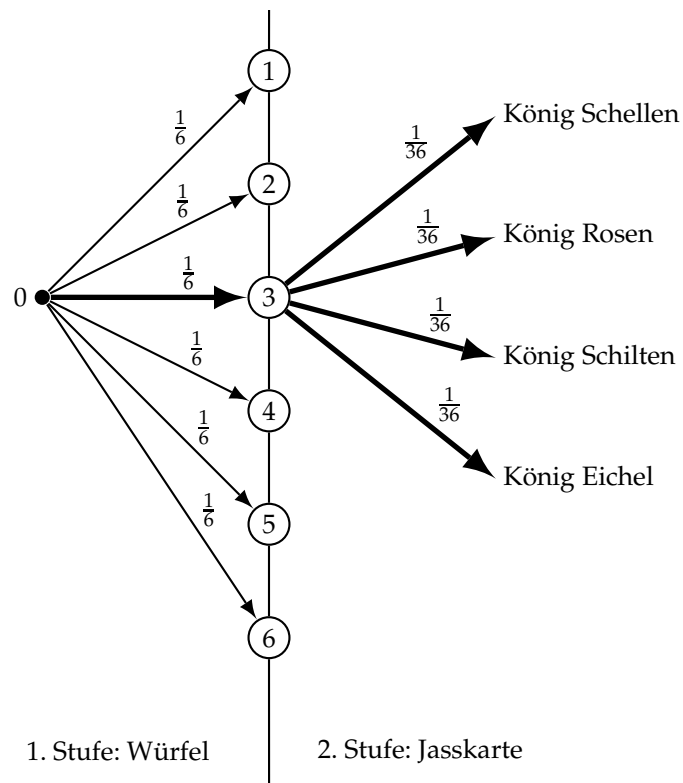 1
König Schellen
1/6
1/36
2
1/6
König Rosen
1/36
1/6
0
3
1/36
König Schilten
1/6
1/36
4
1/6
König Eichel
1/6
5
6
1. Stufe: Würfel
2. Stufe: Jasskarte